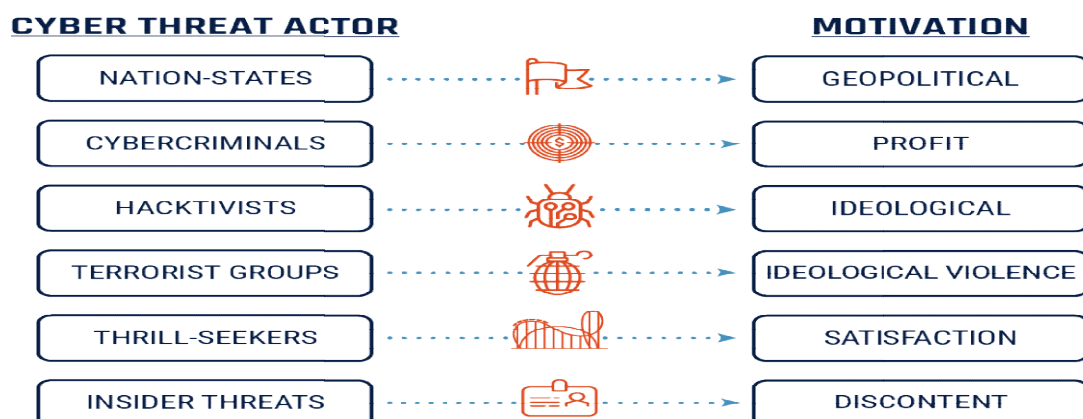 CYBER THREAT ACTOR MOTIVATION
NATION-STATES GEOPOLITICAL
CYBERCRIMINALS $ PROFIT
HACKTIVISTS IDEOLOGICAL
TERRORIST GROUPS IDEOLOGICAL VIOLENCE
THRILL-SEEKERS SATISFACTION
INSIDER THREATS DISCONTENT